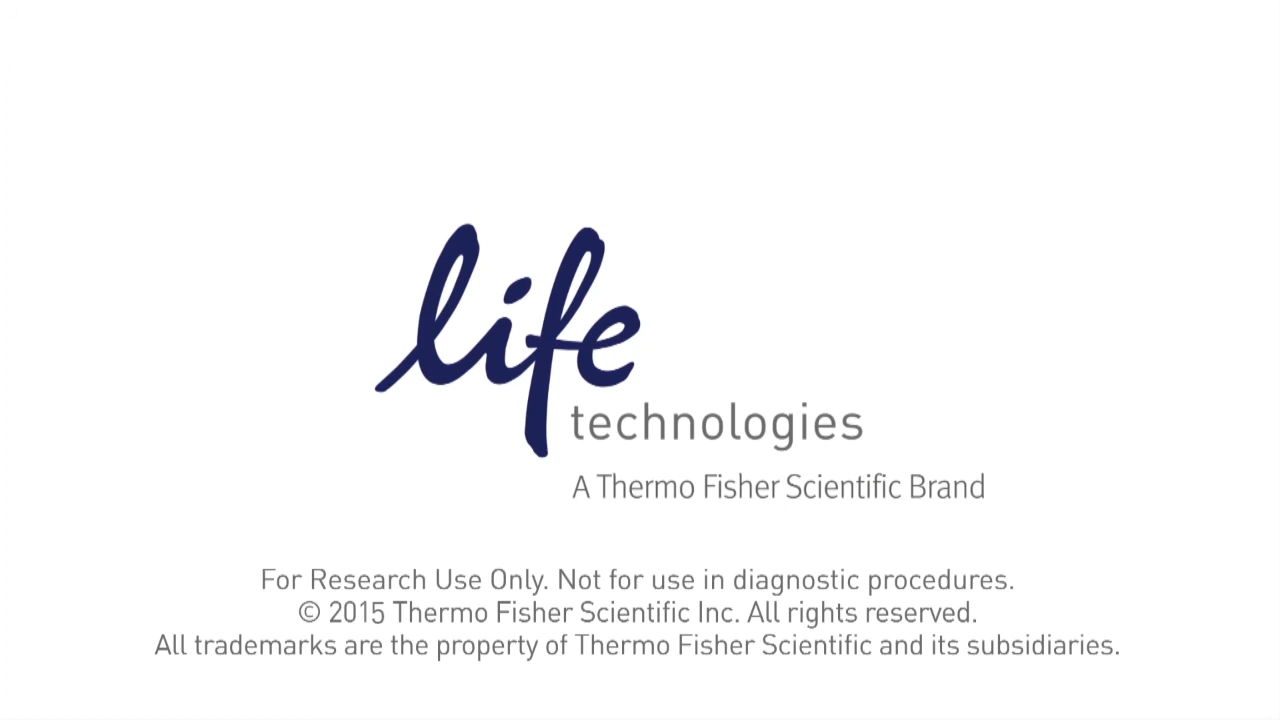 life
technologies
A Thermo Fisher Scientific Brand
For Research Use Only. Not for use in diagnostic procedures.
© 2015 Thermo Fisher Scientific Inc. All rights reserved.
All trademarks are the property of Thermo Fisher Scientific and its subsidiaries.